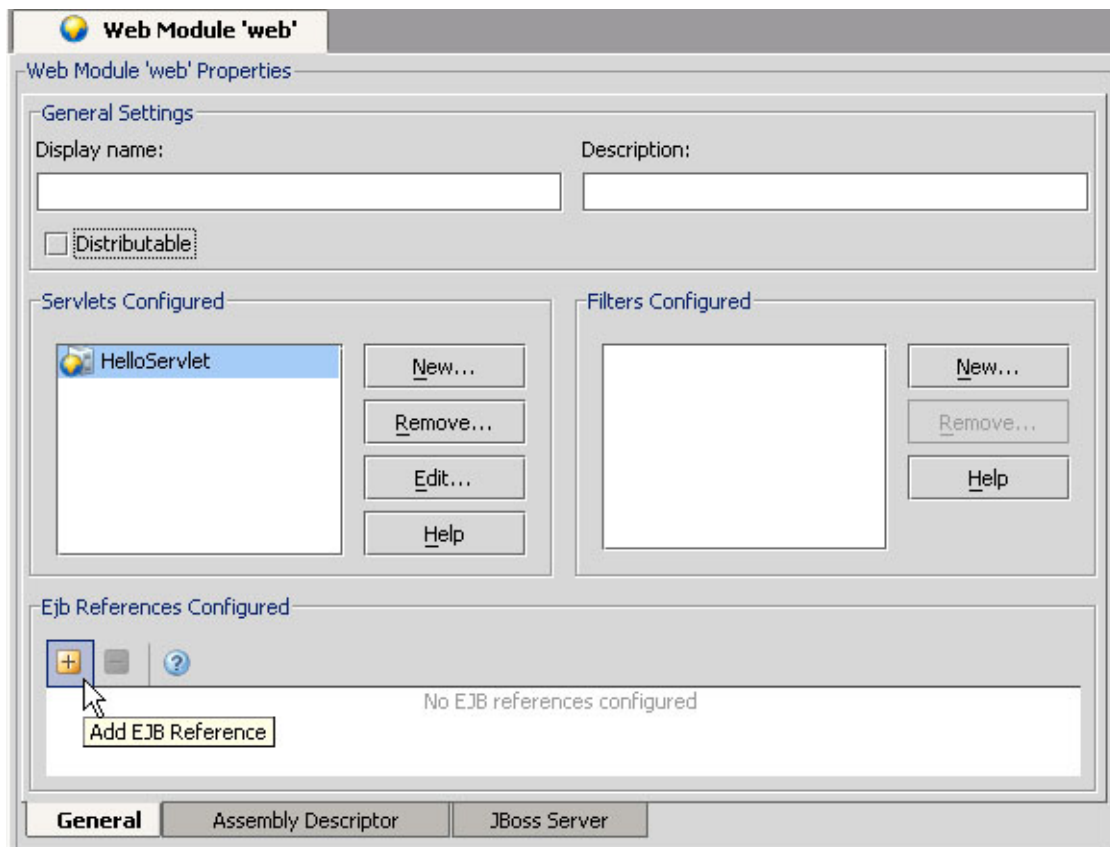 Web Module 'web'
Web Module 'web' Properties
General Settings
Display name:
Description:
Distributable
Servlets Configured
HelloServlet
New...
Remove...
Edit...
Help
Filters Configured
New...
Remove...
Help
Ejb References Configured
No EJB references configured
Add EJB Reference
General
Assembly Descriptor
JBoss Server